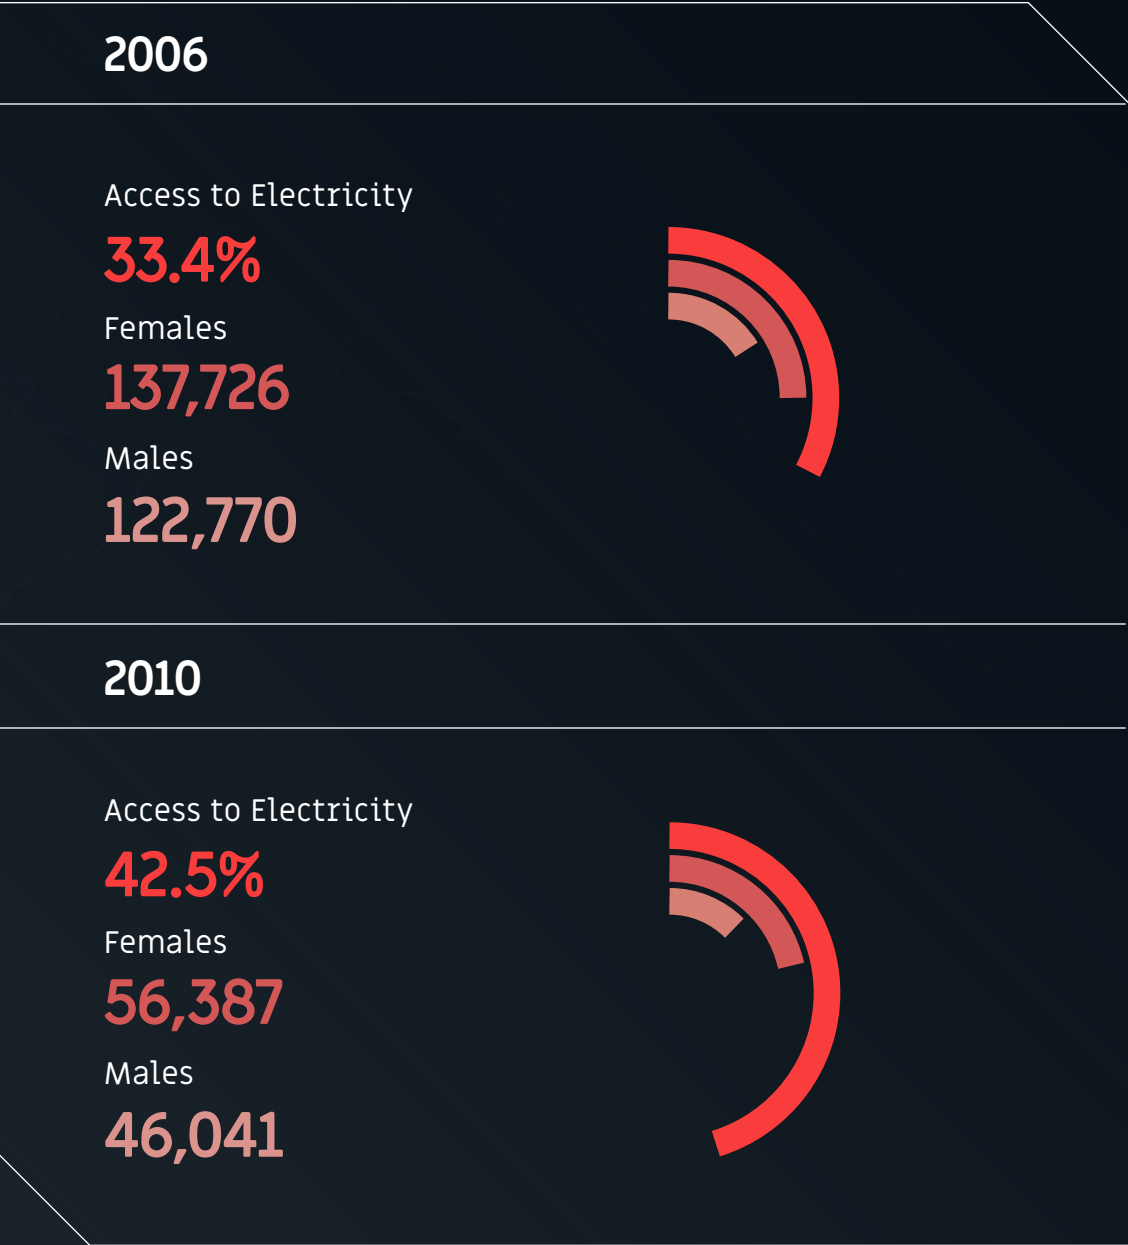 2006
Access to Electricity
33.4%
Females
137,726
Males
122,770
2010
Access to Electricity
42.5%
Females
56,387
Males
46,041